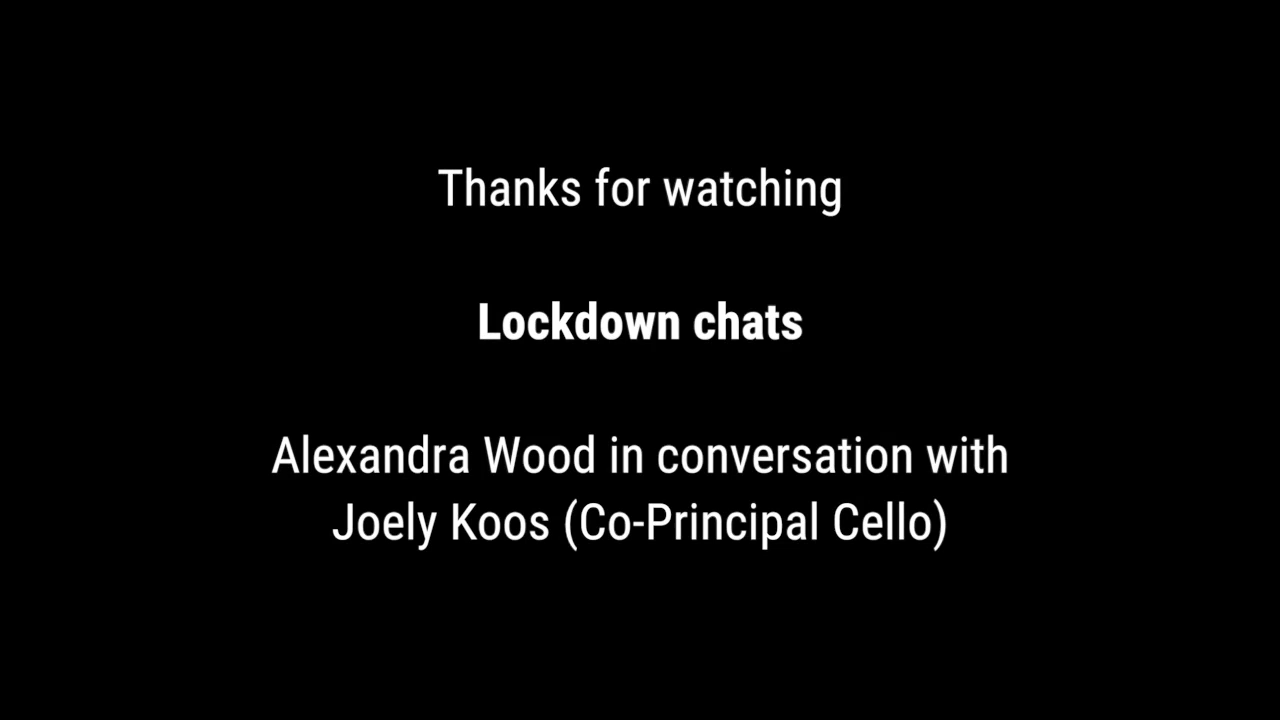 Thanks for watching
Lockdown chats
Alexandra Wood in conversation with
Joely Koos (Co-Principal Cello)